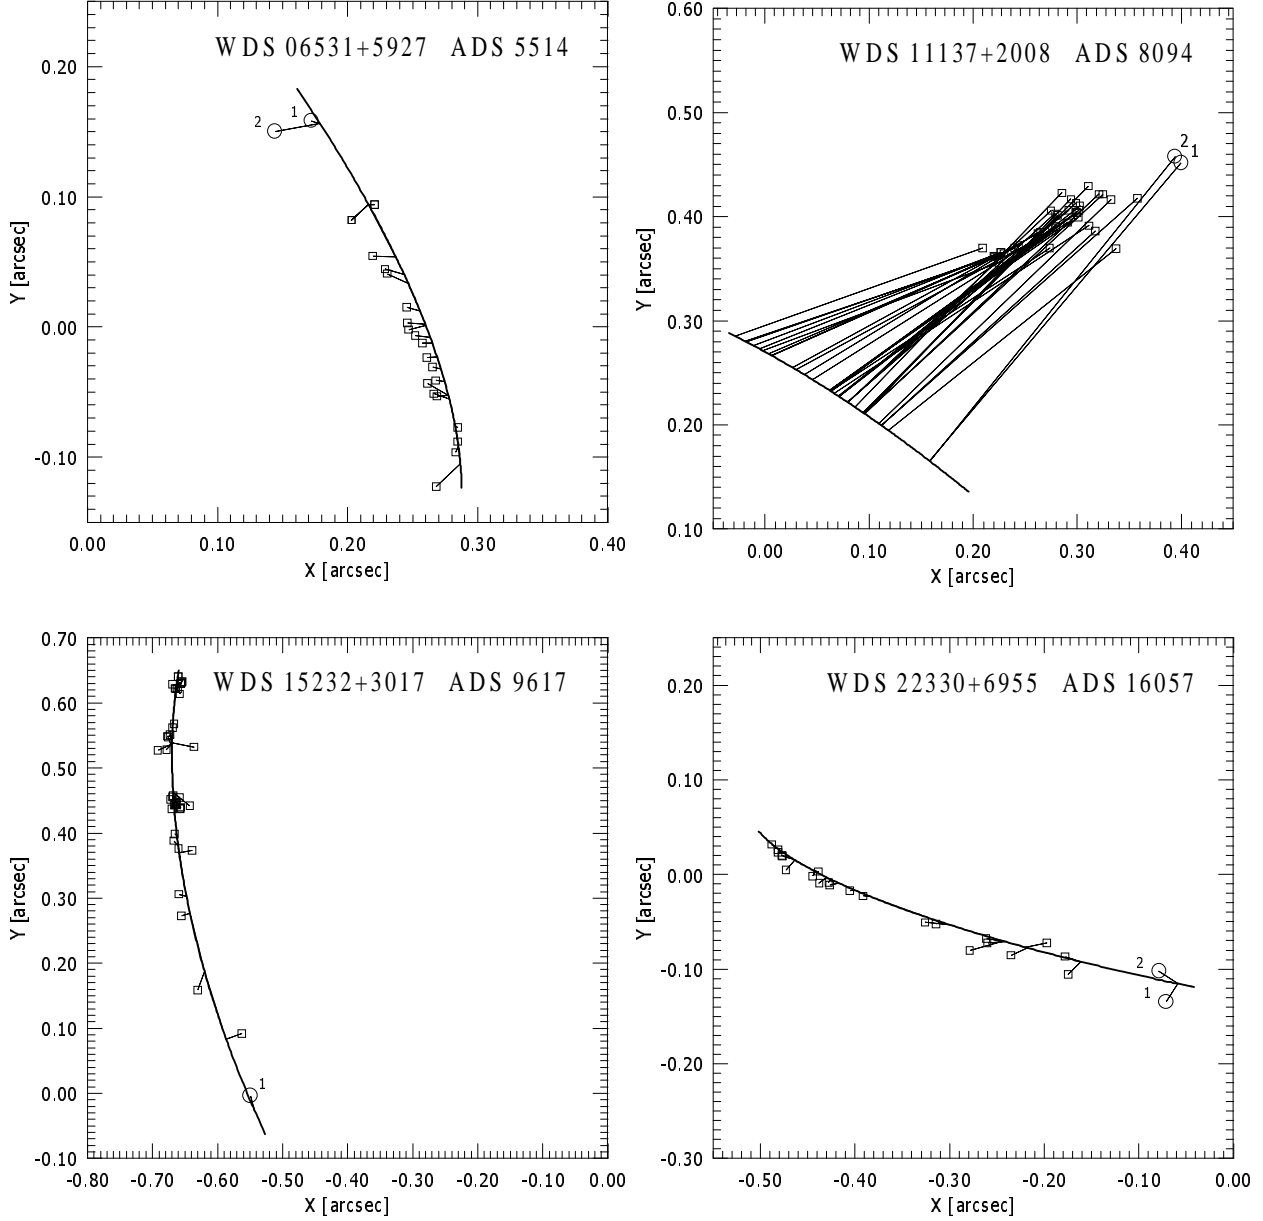 WDS 06531+5927 ADS 5514
0.20
0.10
0.00
-0.10
Y [arcsec]
2
1
0.00 0.10 0.20 0.30 0.40
X [arcsec]
WDS 11137+2008 ADS 8094
0.60
0.50
0.40
0.30
0.20
0.10
Y [arcsec]
2
1
0.00 0.10 0.20 0.30 0.40
X [arcsec]
WDS 15232+3017 ADS 9617
0.70
0.60
0.50
0.40
0.30
0.20
0.10
0.00
-0.10
Y [arcsec]
1
-0.80 -0.70 -0.60 -0.50 -0.40 -0.30 -0.20 -0.10 0.00
X [arcsec]
WDS 22330+6955 ADS 16057
0.20
0.10
0.00
-0.10
-0.20
-0.30
Y [arcsec]
2
1
-0.50 -0.40 -0.30 -0.20 -0.10 0.00
X [arcsec]